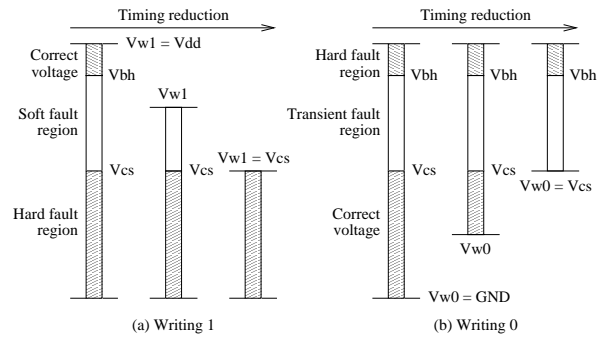 Timing reduction
Vw1 = Vdd
Correct
voltage
Vbh
Vw1
Soft fault
region
Vw1 = Vcs
Vcs
Vcs
Hard fault
region
(a) Writing 1
Timing reduction
Hard fault
region
Vbh
Vbh
Vbh
Transient fault
region
Vcs
Vcs
Vw0 = Vcs
Correct
voltage
Vw0
Vw0 = GND
(b) Writing 0